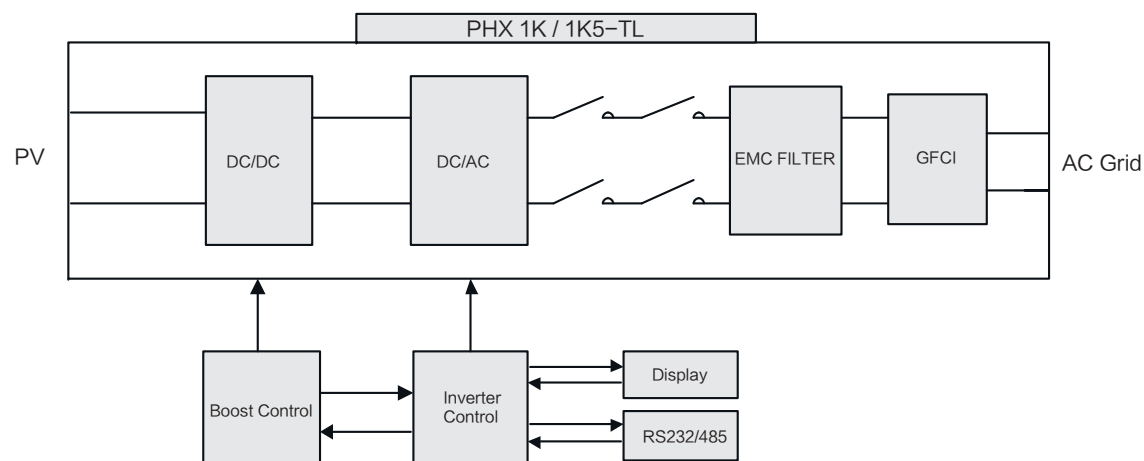 PHX 1K / 1K5-TL
PV
DC/DC
DC/AC
EMC FILTER
GFCI
AC Grid
Boost Control
Inverter
Control
Display
RS232/485